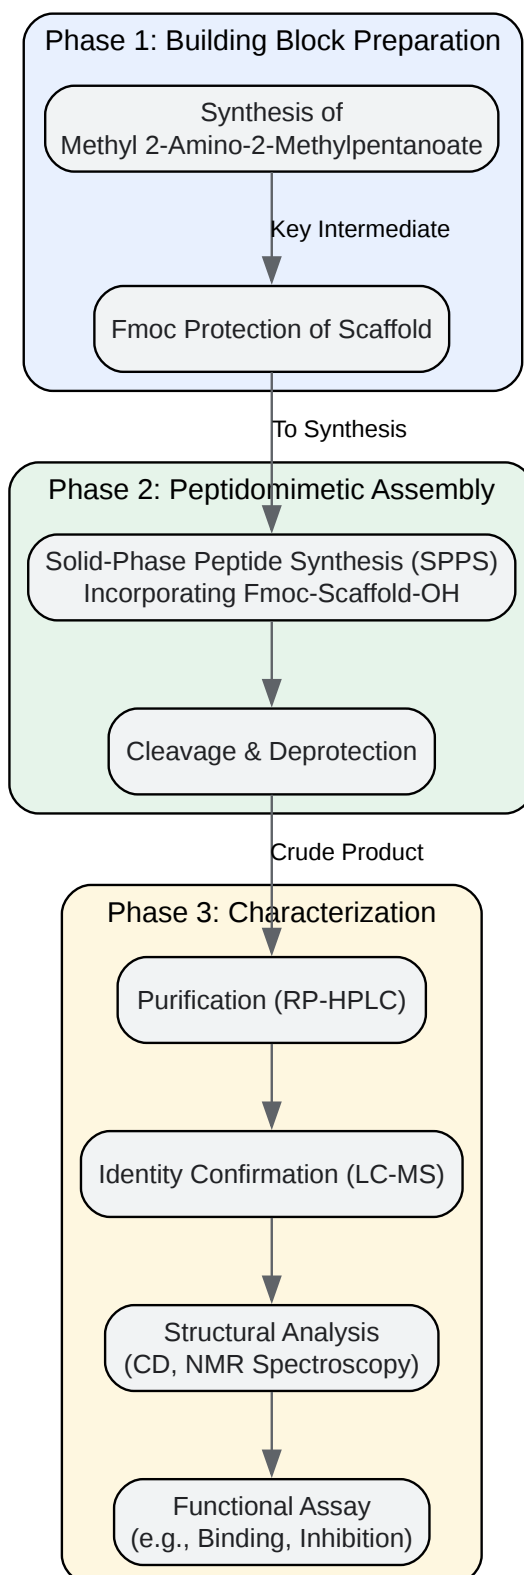 Phase 1: Building Block Preparation
Synthesis of
Methyl 2-Amino-2-Methylpentanoate
Key Intermediate
Fmoc Protection of Scaffold
To Synthesis
Phase 2: Peptidomimetic Assembly
Solid-Phase Peptide Synthesis (SPPS)
Incorporating Fmoc-Scaffold-OH
Cleavage & Deprotection
Crude Product
Phase 3: Characterization
Purification (RP-HPLC)
Identity Confirmation (LC-MS)
Structural Analysis
(CD, NMR Spectroscopy)
Functional Assay
(e.g., Binding, Inhibition)